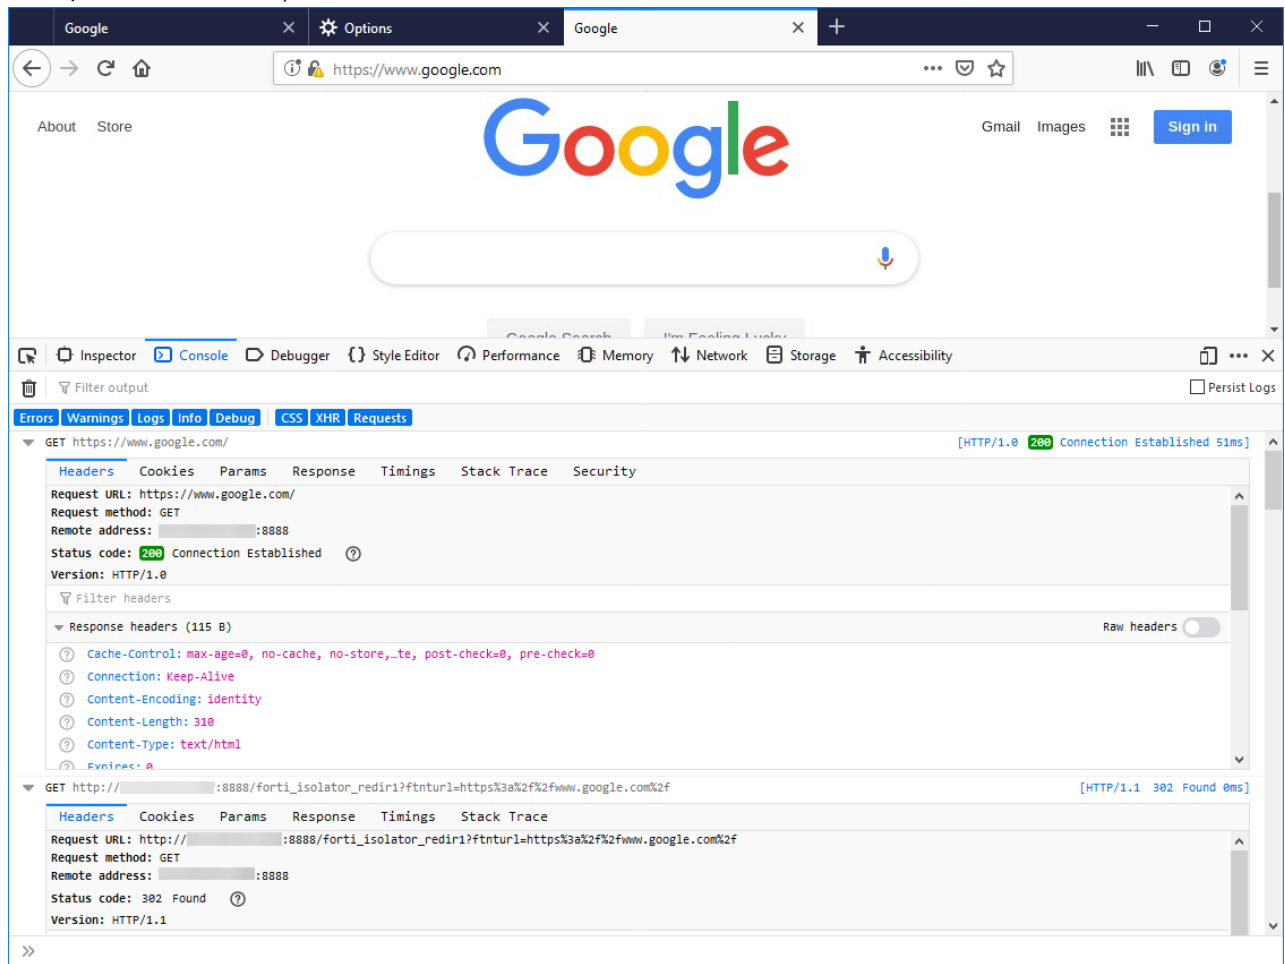 Google
Options
Google
https://www.google.com
About Store
Google
Gmail Images
Sign in
Inspector Console Debugger Style Editor Performance Memory Network Storage Accessibility
Filter output
Persist Logs
Errors Warnings Logs Info Debug CSS XHR Requests
GET https://www.google.com/ [HTTP/1.0 200 Connection Established 51ms]
Headers Cookies Params Response Timings Stack Trace Security
Request URL: https://www.google.com/
Request method: GET
Remote address: :8888
Status code: 200 Connection Established
Version: HTTP/1.0
Filter headers
Response headers (115 B) Raw headers
Cache-Control: max-age=0, no-cache, no-store,…te, post-check=0, pre-check=0
Connection: Keep-Alive
Content-Encoding: identity
Content-Length: 310
Content-Type: text/html
Expires: 0
GET http:// :8888/forti_isolator_redir1?ftnturl=https%3a%2f%2fwww.google.com%2f [HTTP/1.1 302 Found 0ms]
Headers Cookies Params Response Timings Stack Trace
Request URL: http:// :8888/forti_isolator_redir1?ftnturl=https%3a%2f%2fwww.google.com%2f
Request method: GET
Remote address: :8888
Status code: 302 Found
Version: HTTP/1.1